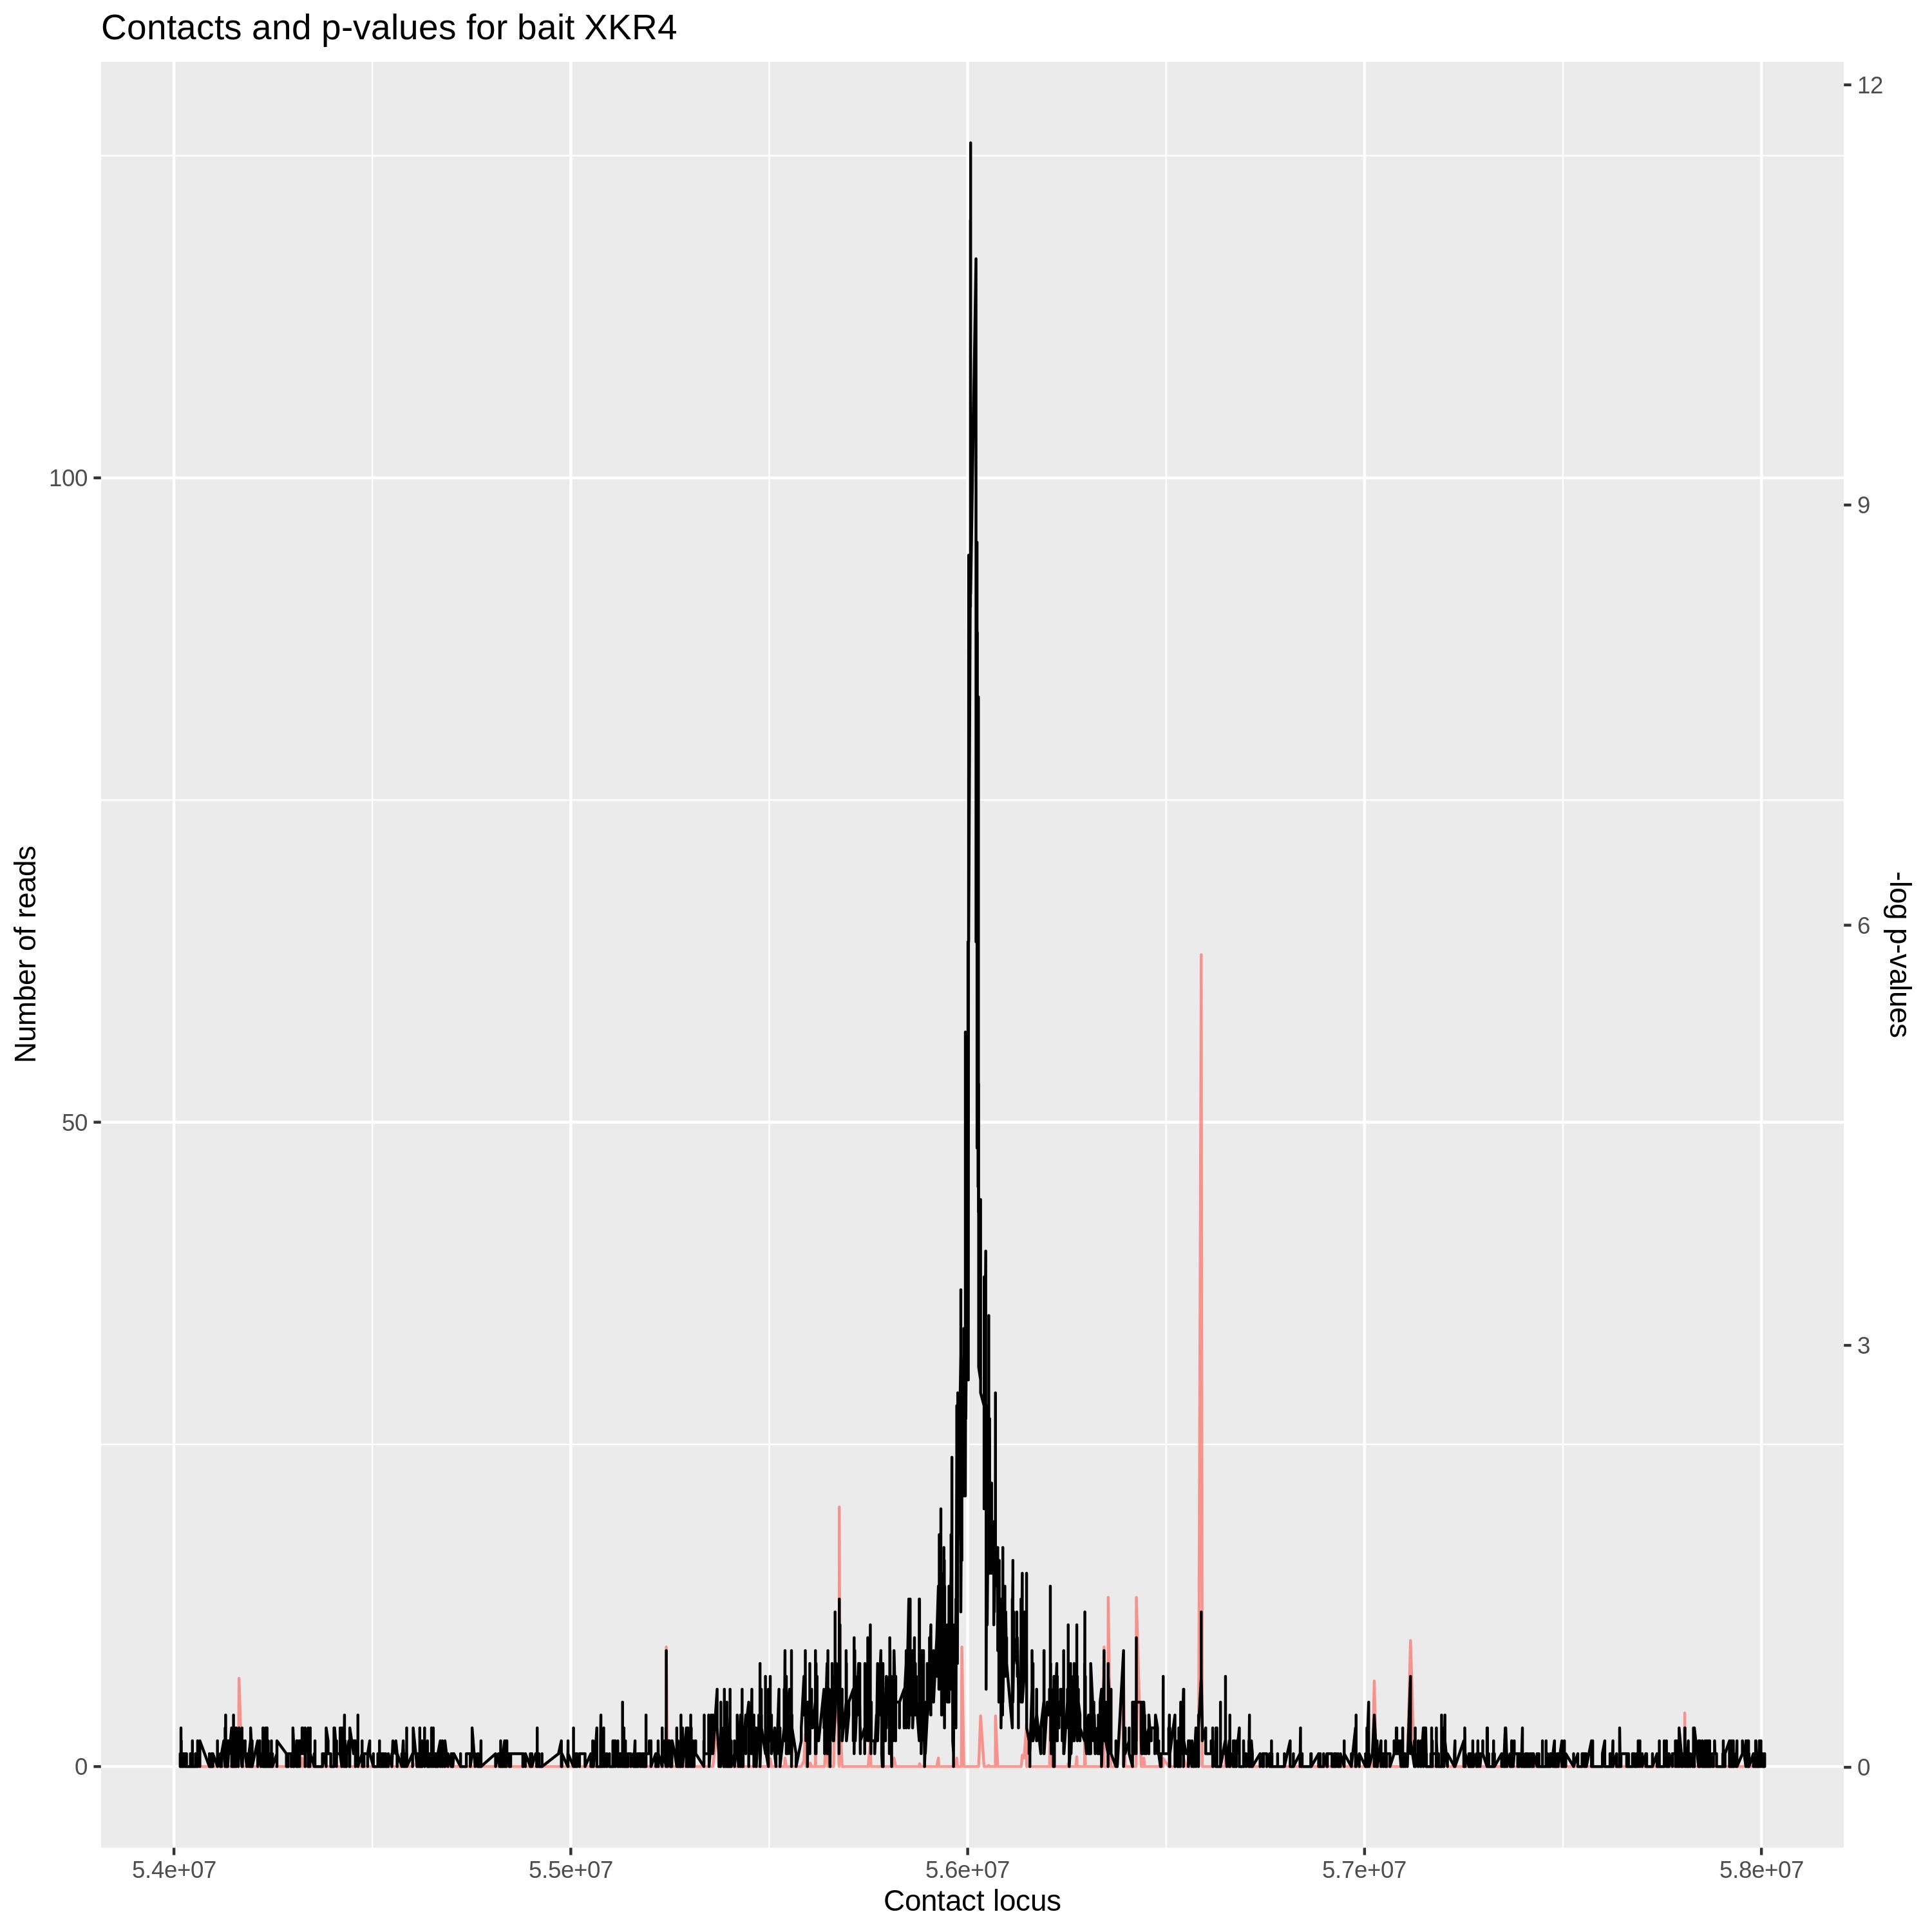 Contacts and p-values for bait XKR4
12
100
9
Number of reads
-log p-values
6
50
3
0
0
5.4e+07
5.5e+07
5.6e+07
5.7e+07
5.8e+07
Contact locus